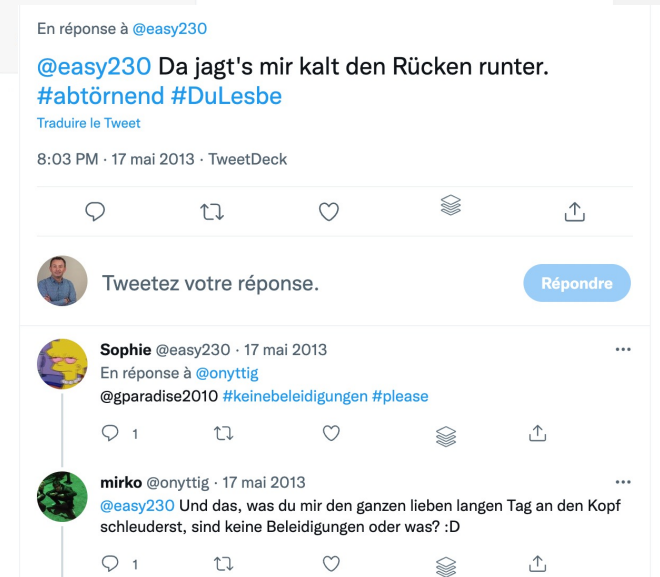 En réponse à @easy230
@easy230 Da jagt's mir kalt den Rücken runter.
#abtörnend #DuLesbe
Traduire le Tweet
8:03 PM · 17 mai 2013 · TweetDeck
Tweetez votre réponse.
Répondre
Sophie @easy230 · 17 mai 2013
En réponse à @onyttig
@gparadise2010 #keinebeleidigungen #please
1
mirko @onyttig · 17 mai 2013
@easy230 Und das, was du mir den ganzen lieben langen Tag an den Kopf
schleuderst, sind keine Beleidigungen oder was? :D
1